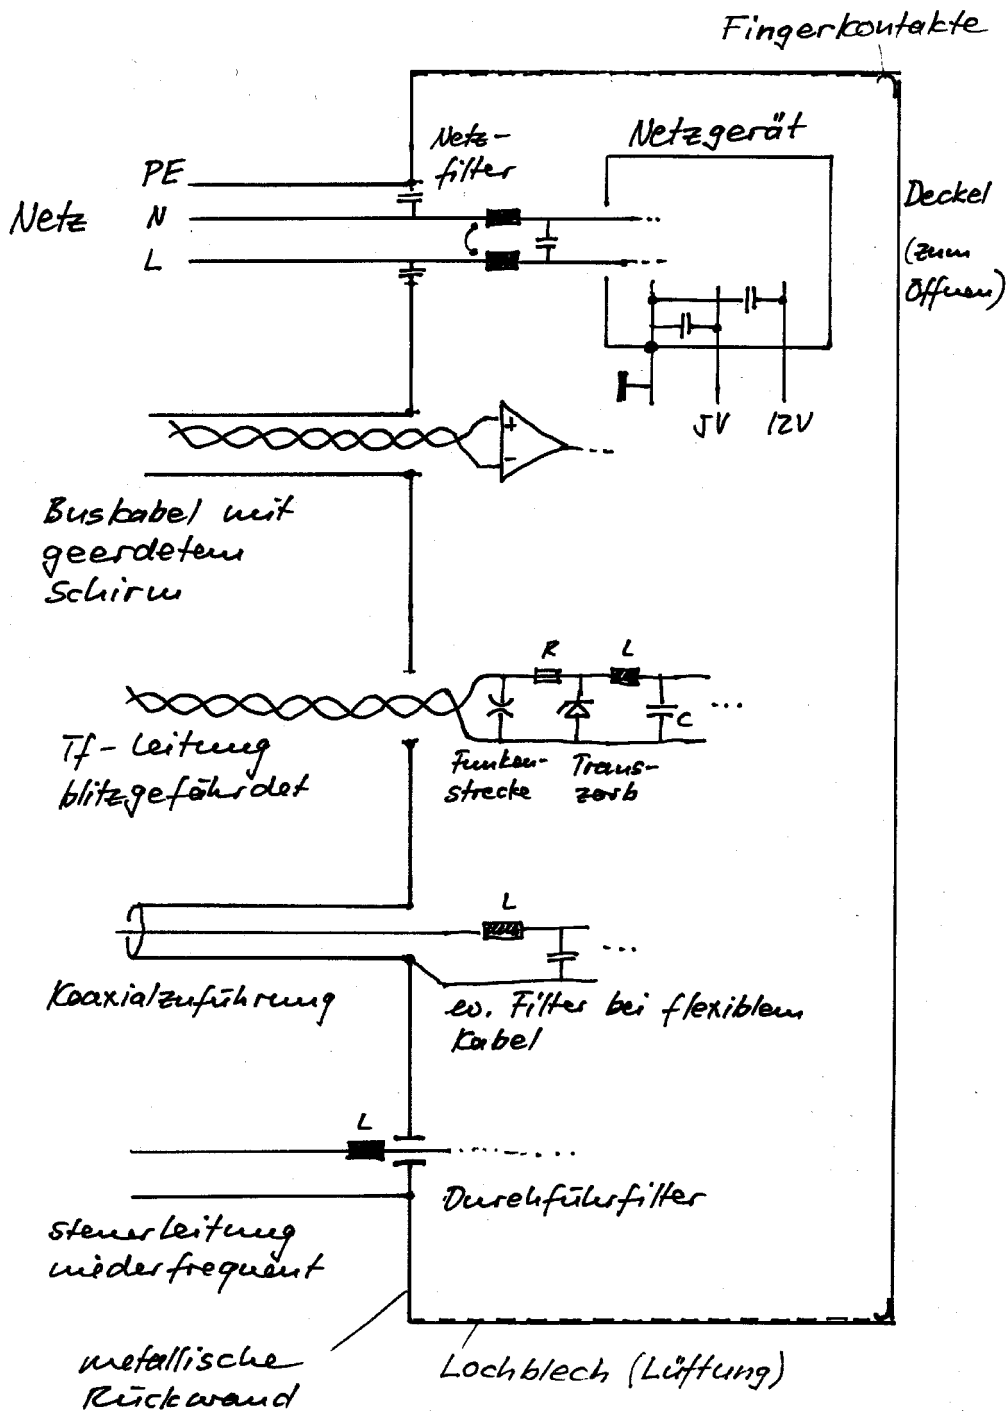 Fingerkontakte
Netz-
filter
Netzgerät
PE
Netz
N
L
Deckel
(zum
Öffnen)
5V
12V
+
-
Buskabel mit
geerdetem
Schirm
R
L
C
Tf-Leitung
blitzgefährdet
Funken-
strecke
Trans-
zorb
L
Koaxialzuführung
ev. Filter bei flexiblem
Kabel
L
Durchführfilter
Steuerleitung
niederfrequent
metallische
Rückwand
Lochblech (Lüftung)